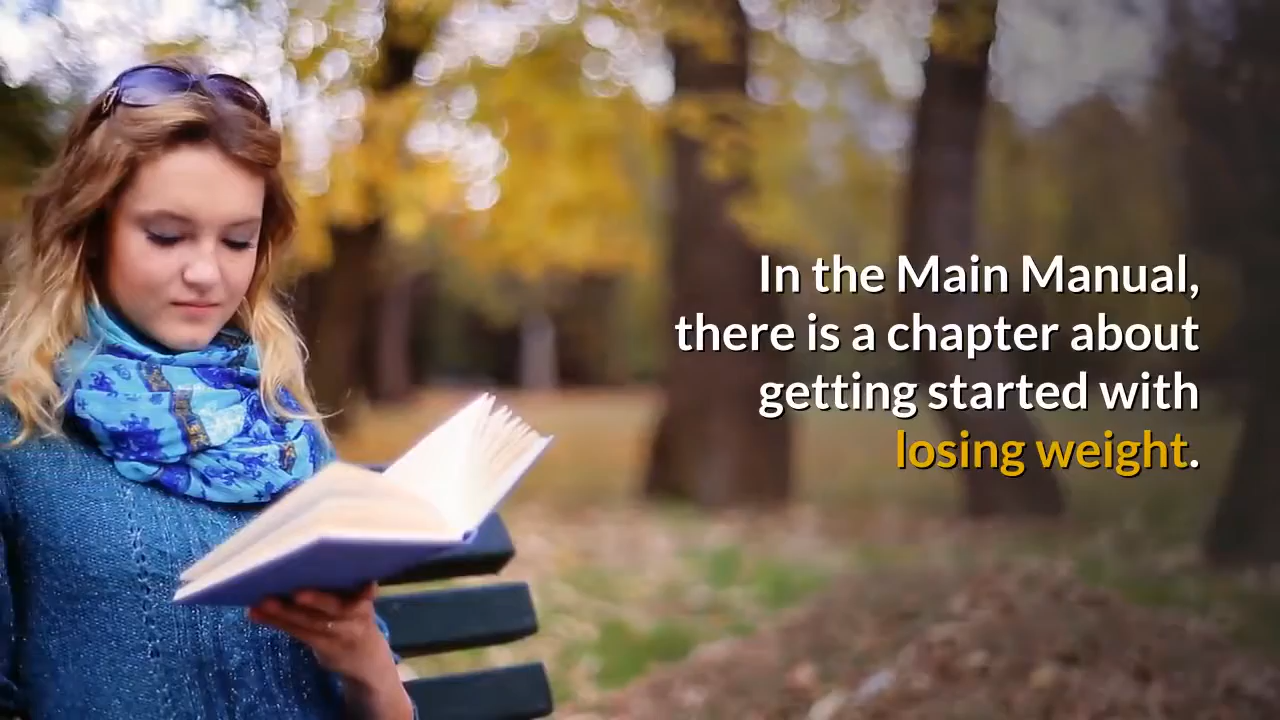 In the Main Manual,
there is a chapter about
getting started with
losing weight.